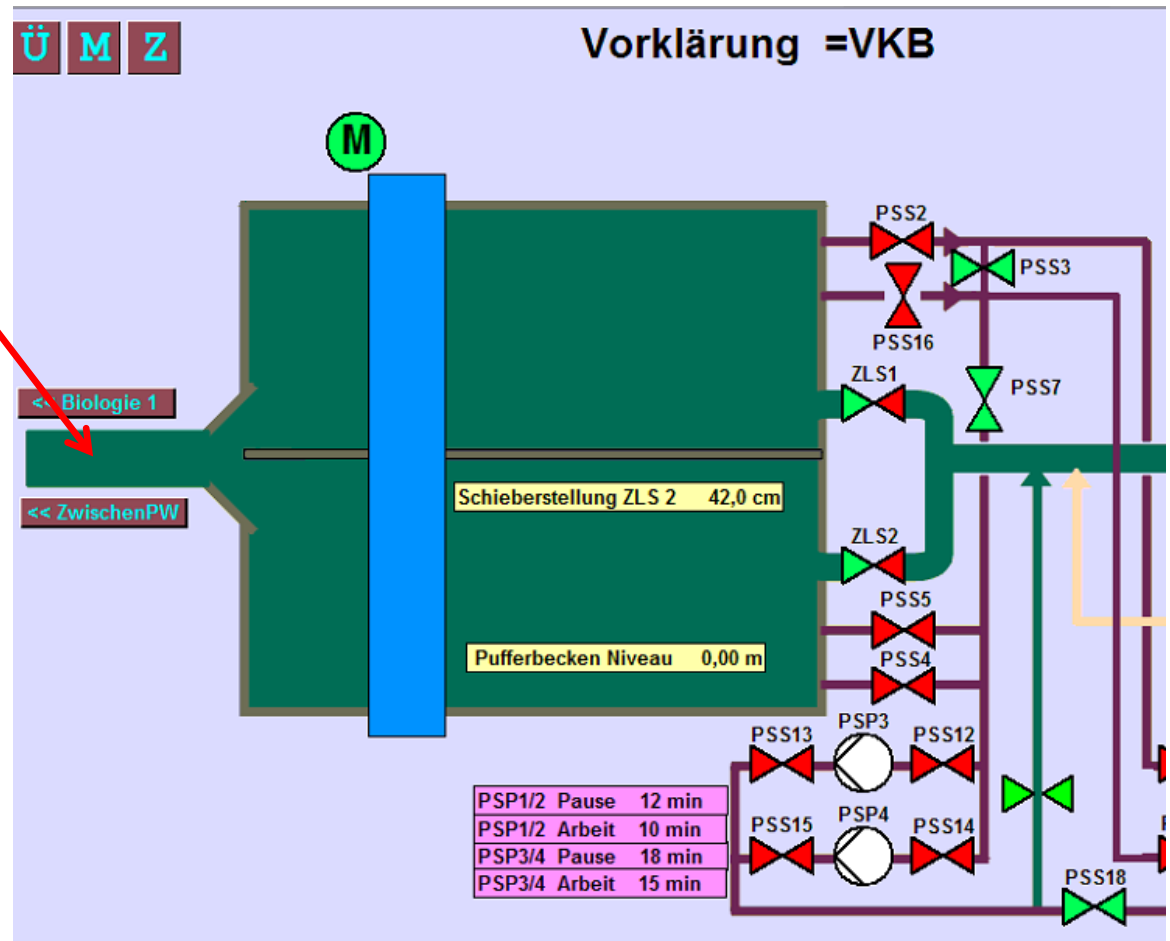 Ü M Z
Vorklärung =VKB
M
PSS2
PSS3
PSS16
ZLS1
PSS7
<< Biologie 1
Schieberstellung ZLS 2 42,0 cm
<< ZwischenPW
ZLS2
PSS5
Pufferbecken Niveau 0,00 m
PSS4
PSS13 PSP3 PSS12
PSP1/2 Pause 12 min
PSP1/2 Arbeit 10 min
PSP3/4 Pause 18 min
PSP3/4 Arbeit 15 min
PSS15 PSP4 PSS14
PSS18